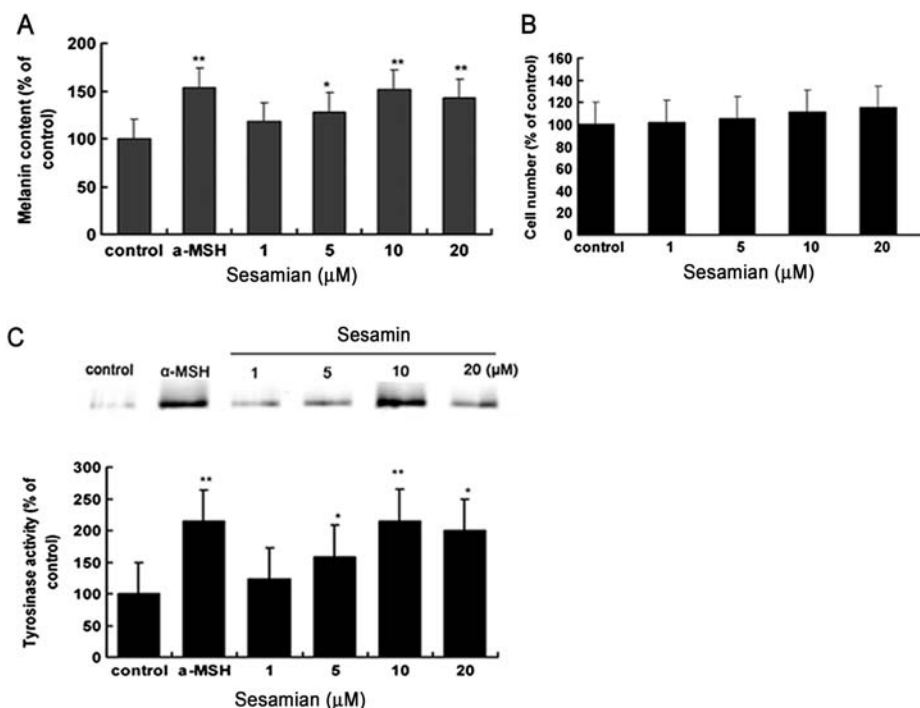 A
Melanin content (% of
control)
200
150
100
50
0
** * ** **
control a-MSH 1 5 10 20
Sesamian (μM)
B
Cell number (% of control)
160
140
120
100
80
60
40
20
0
control 1 5 10 20
Sesamian (μM)
C
Sesamin
control α-MSH 1 5 10 20 (μM)
Tyrosinase activity (% of
control)
300
250
200
150
100
50
0
** * ** *
control a-MSH 1 5 10 20
Sesamian (μM)